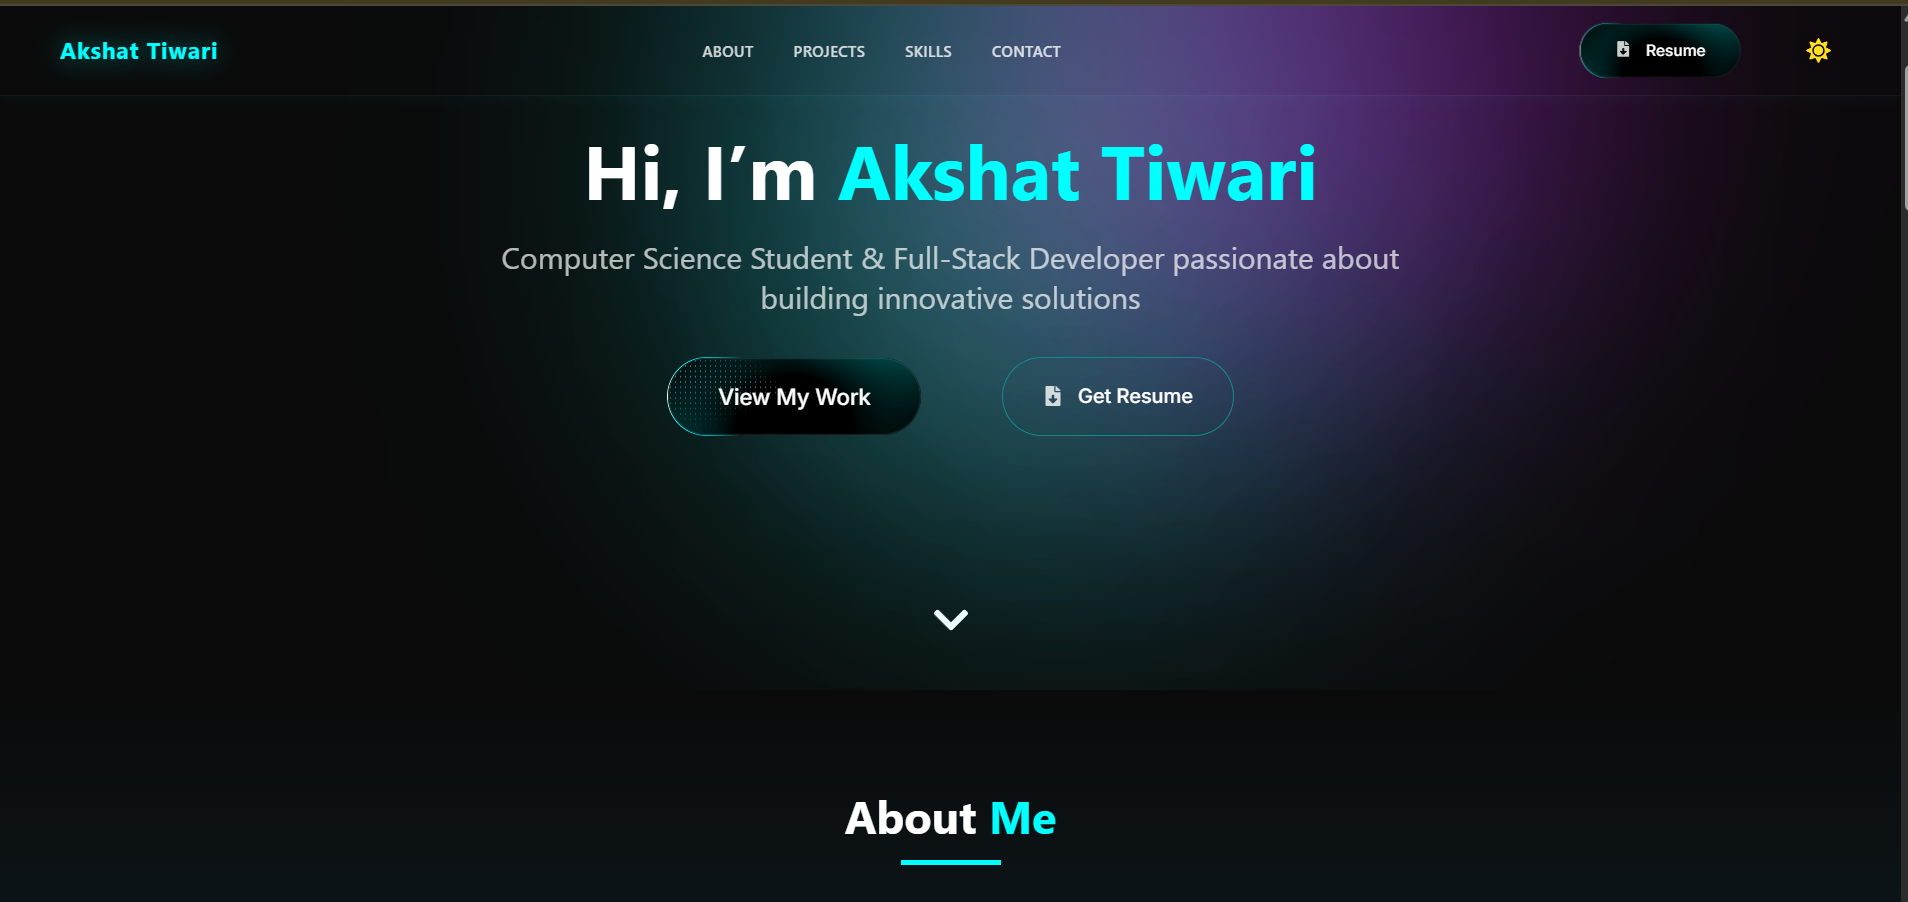 Akshat Tiwari
ABOUT
PROJECTS
SKILLS
CONTACT
Resume
Hi, I’m Akshat Tiwari
Computer Science Student & Full-Stack Developer passionate about
building innovative solutions
View My Work
Get Resume
About Me